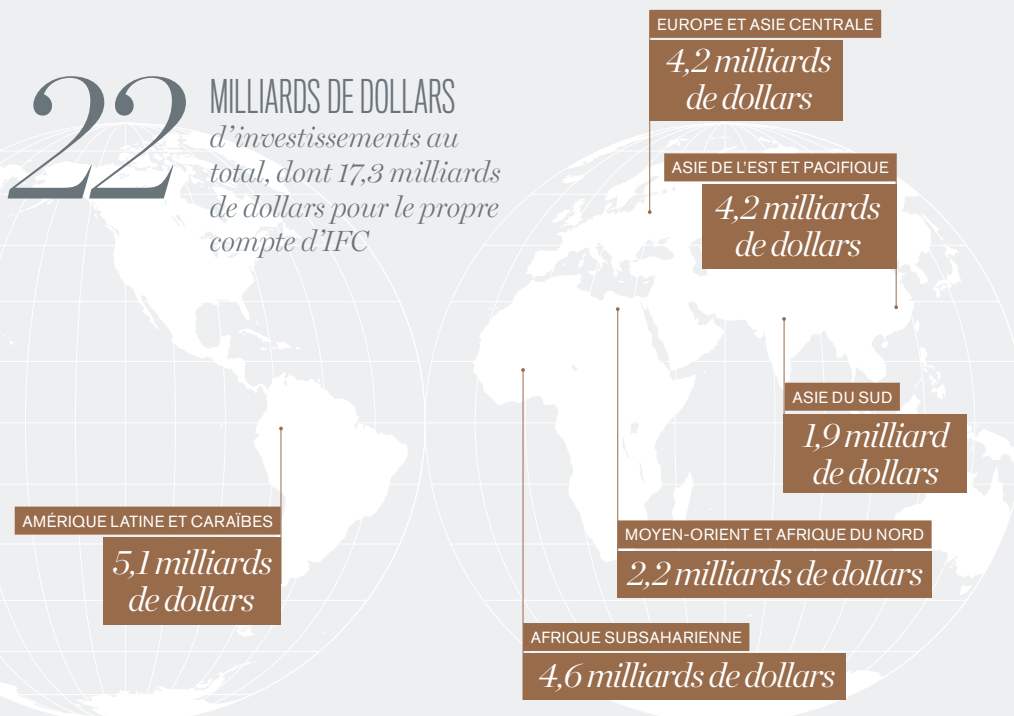 22
MILLIARDS DE DOLLARS
d’investissements au
total, dont 17,3 milliards
de dollars pour le propre
compte d’IFC
EUROPE ET ASIE CENTRALE
4,2 milliards
de dollars
ASIE DE L’EST ET PACIFIQUE
4,2 milliards
de dollars
ASIE DU SUD
1,9 milliard
de dollars
AMÉRIQUE LATINE ET CARAÏBES
5,1 milliards
de dollars
MOYEN-ORIENT ET AFRIQUE DU NORD
2,2 milliards de dollars
AFRIQUE SUBSAHARIENNE
4,6 milliards de dollars